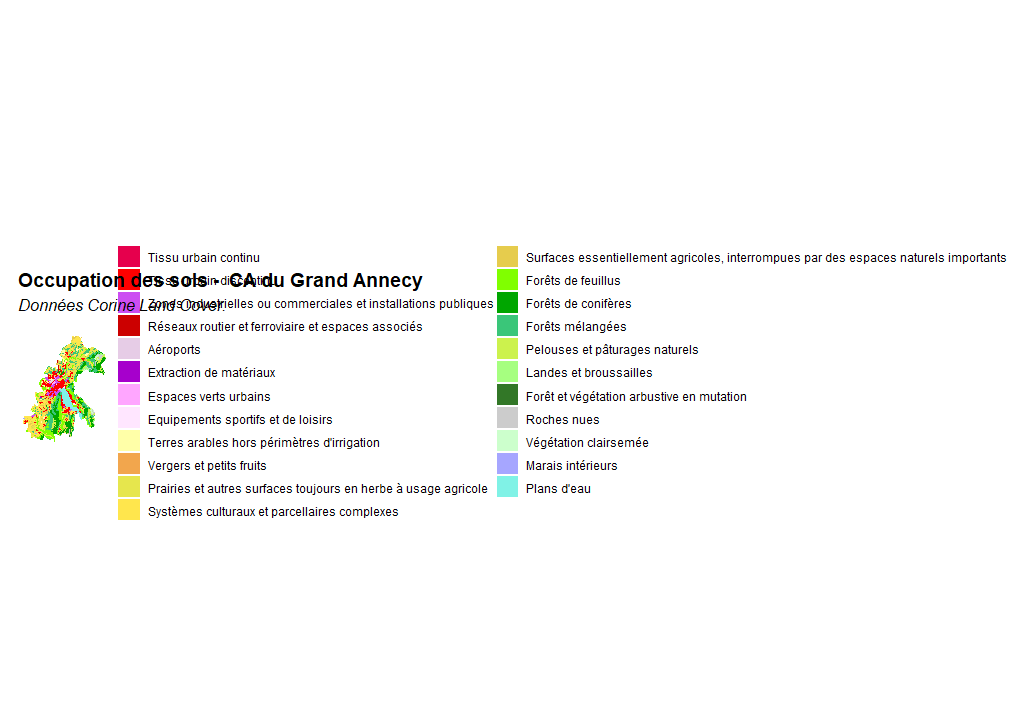 Occupation des sols - CA du Grand Annecy
Données Corine Land Cover.
Tissu urbain continu
Tissu urbain discontinu
Zones industrielles ou commerciales et installations publiques
Réseaux routier et ferroviaire et espaces associés
Aéroports
Extraction de matériaux
Espaces verts urbains
Equipements sportifs et de loisirs
Terres arables hors périmètres d'irrigation
Vergers et petits fruits
Prairies et autres surfaces toujours en herbe à usage agricole
Systèmes culturaux et parcellaires complexes
Surfaces essentiellement agricoles, interrompues par des espaces naturels importants
Forêts de feuillus
Forêts de conifères
Forêts mélangées
Pelouses et pâturages naturels
Landes et broussailles
Forêt et végétation arbustive en mutation
Roches nues
Végétation clairsemée
Marais intérieurs
Plans d'eau